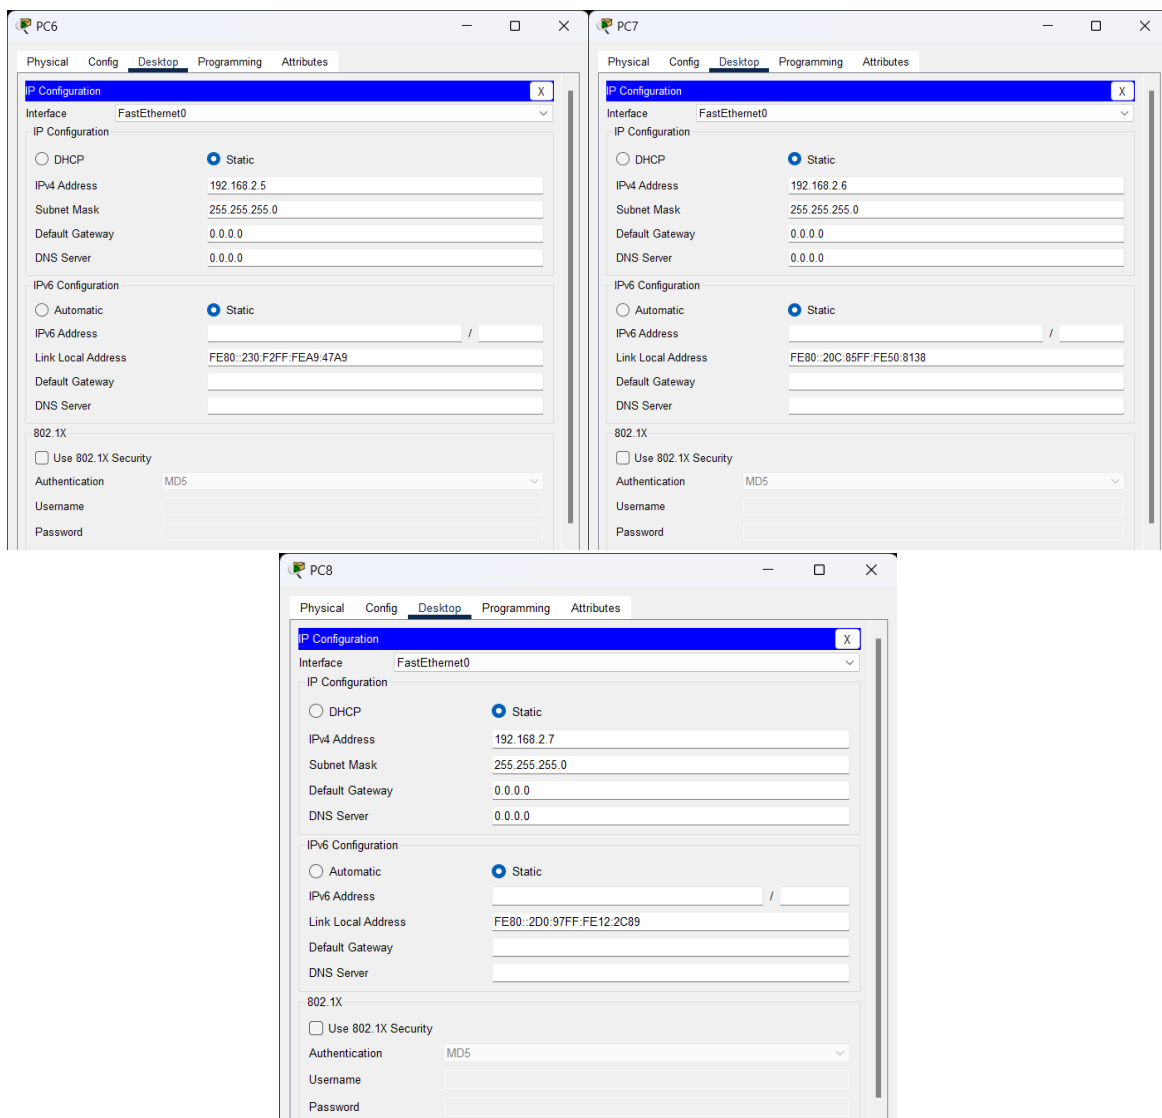 PC6
Physical Config Desktop Programming Attributes
IP Configuration X
Interface FastEthernet0
IP Configuration
DHCP Static
IPv4 Address 192.168.2.5
Subnet Mask 255.255.255.0
Default Gateway 0.0.0.0
DNS Server 0.0.0.0
IPv6 Configuration
Automatic Static
IPv6 Address /
Link Local Address FE80::230:F2FF:FEA9:47A9
Default Gateway
DNS Server
802.1X
Use 802.1X Security
Authentication MD5
Username
Password
PC7
Physical Config Desktop Programming Attributes
IP Configuration X
Interface FastEthernet0
IP Configuration
DHCP Static
IPv4 Address 192.168.2.6
Subnet Mask 255.255.255.0
Default Gateway 0.0.0.0
DNS Server 0.0.0.0
IPv6 Configuration
Automatic Static
IPv6 Address /
Link Local Address FE80::20C:85FF:FE50:8138
Default Gateway
DNS Server
802.1X
Use 802.1X Security
Authentication MD5
Username
Password
PC8
Physical Config Desktop Programming Attributes
IP Configuration X
Interface FastEthernet0
IP Configuration
DHCP Static
IPv4 Address 192.168.2.7
Subnet Mask 255.255.255.0
Default Gateway 0.0.0.0
DNS Server 0.0.0.0
IPv6 Configuration
Automatic Static
IPv6 Address /
Link Local Address FE80::2D0:97FF:FE12:2C89
Default Gateway
DNS Server
802.1X
Use 802.1X Security
Authentication MD5
Username
Password